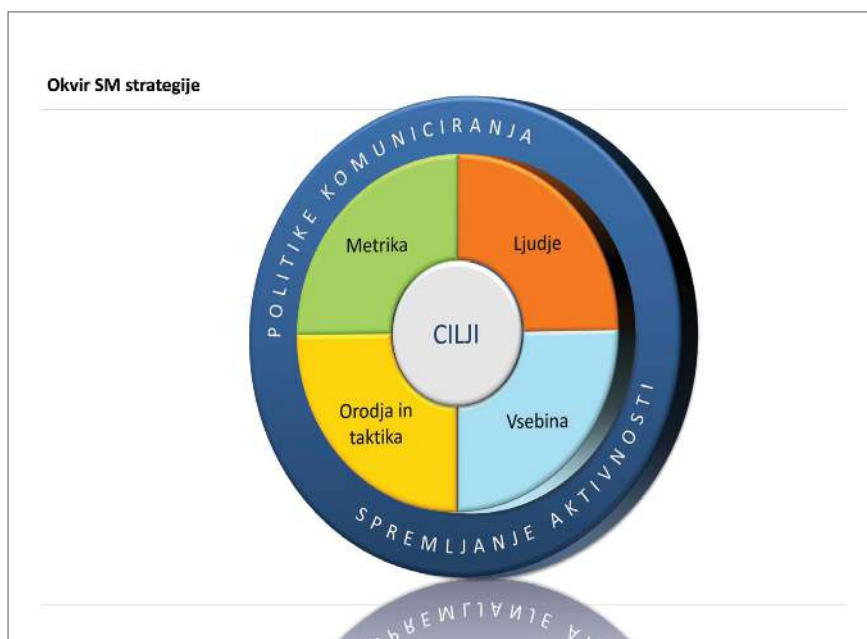 Okvir SM strategije
POLITIKE KOMUNICIRANJA
Metrika
Ljudje
CILJI
Orodja in
taktika
Vsebina
SPREMLJANJE AKTIVNOSTI